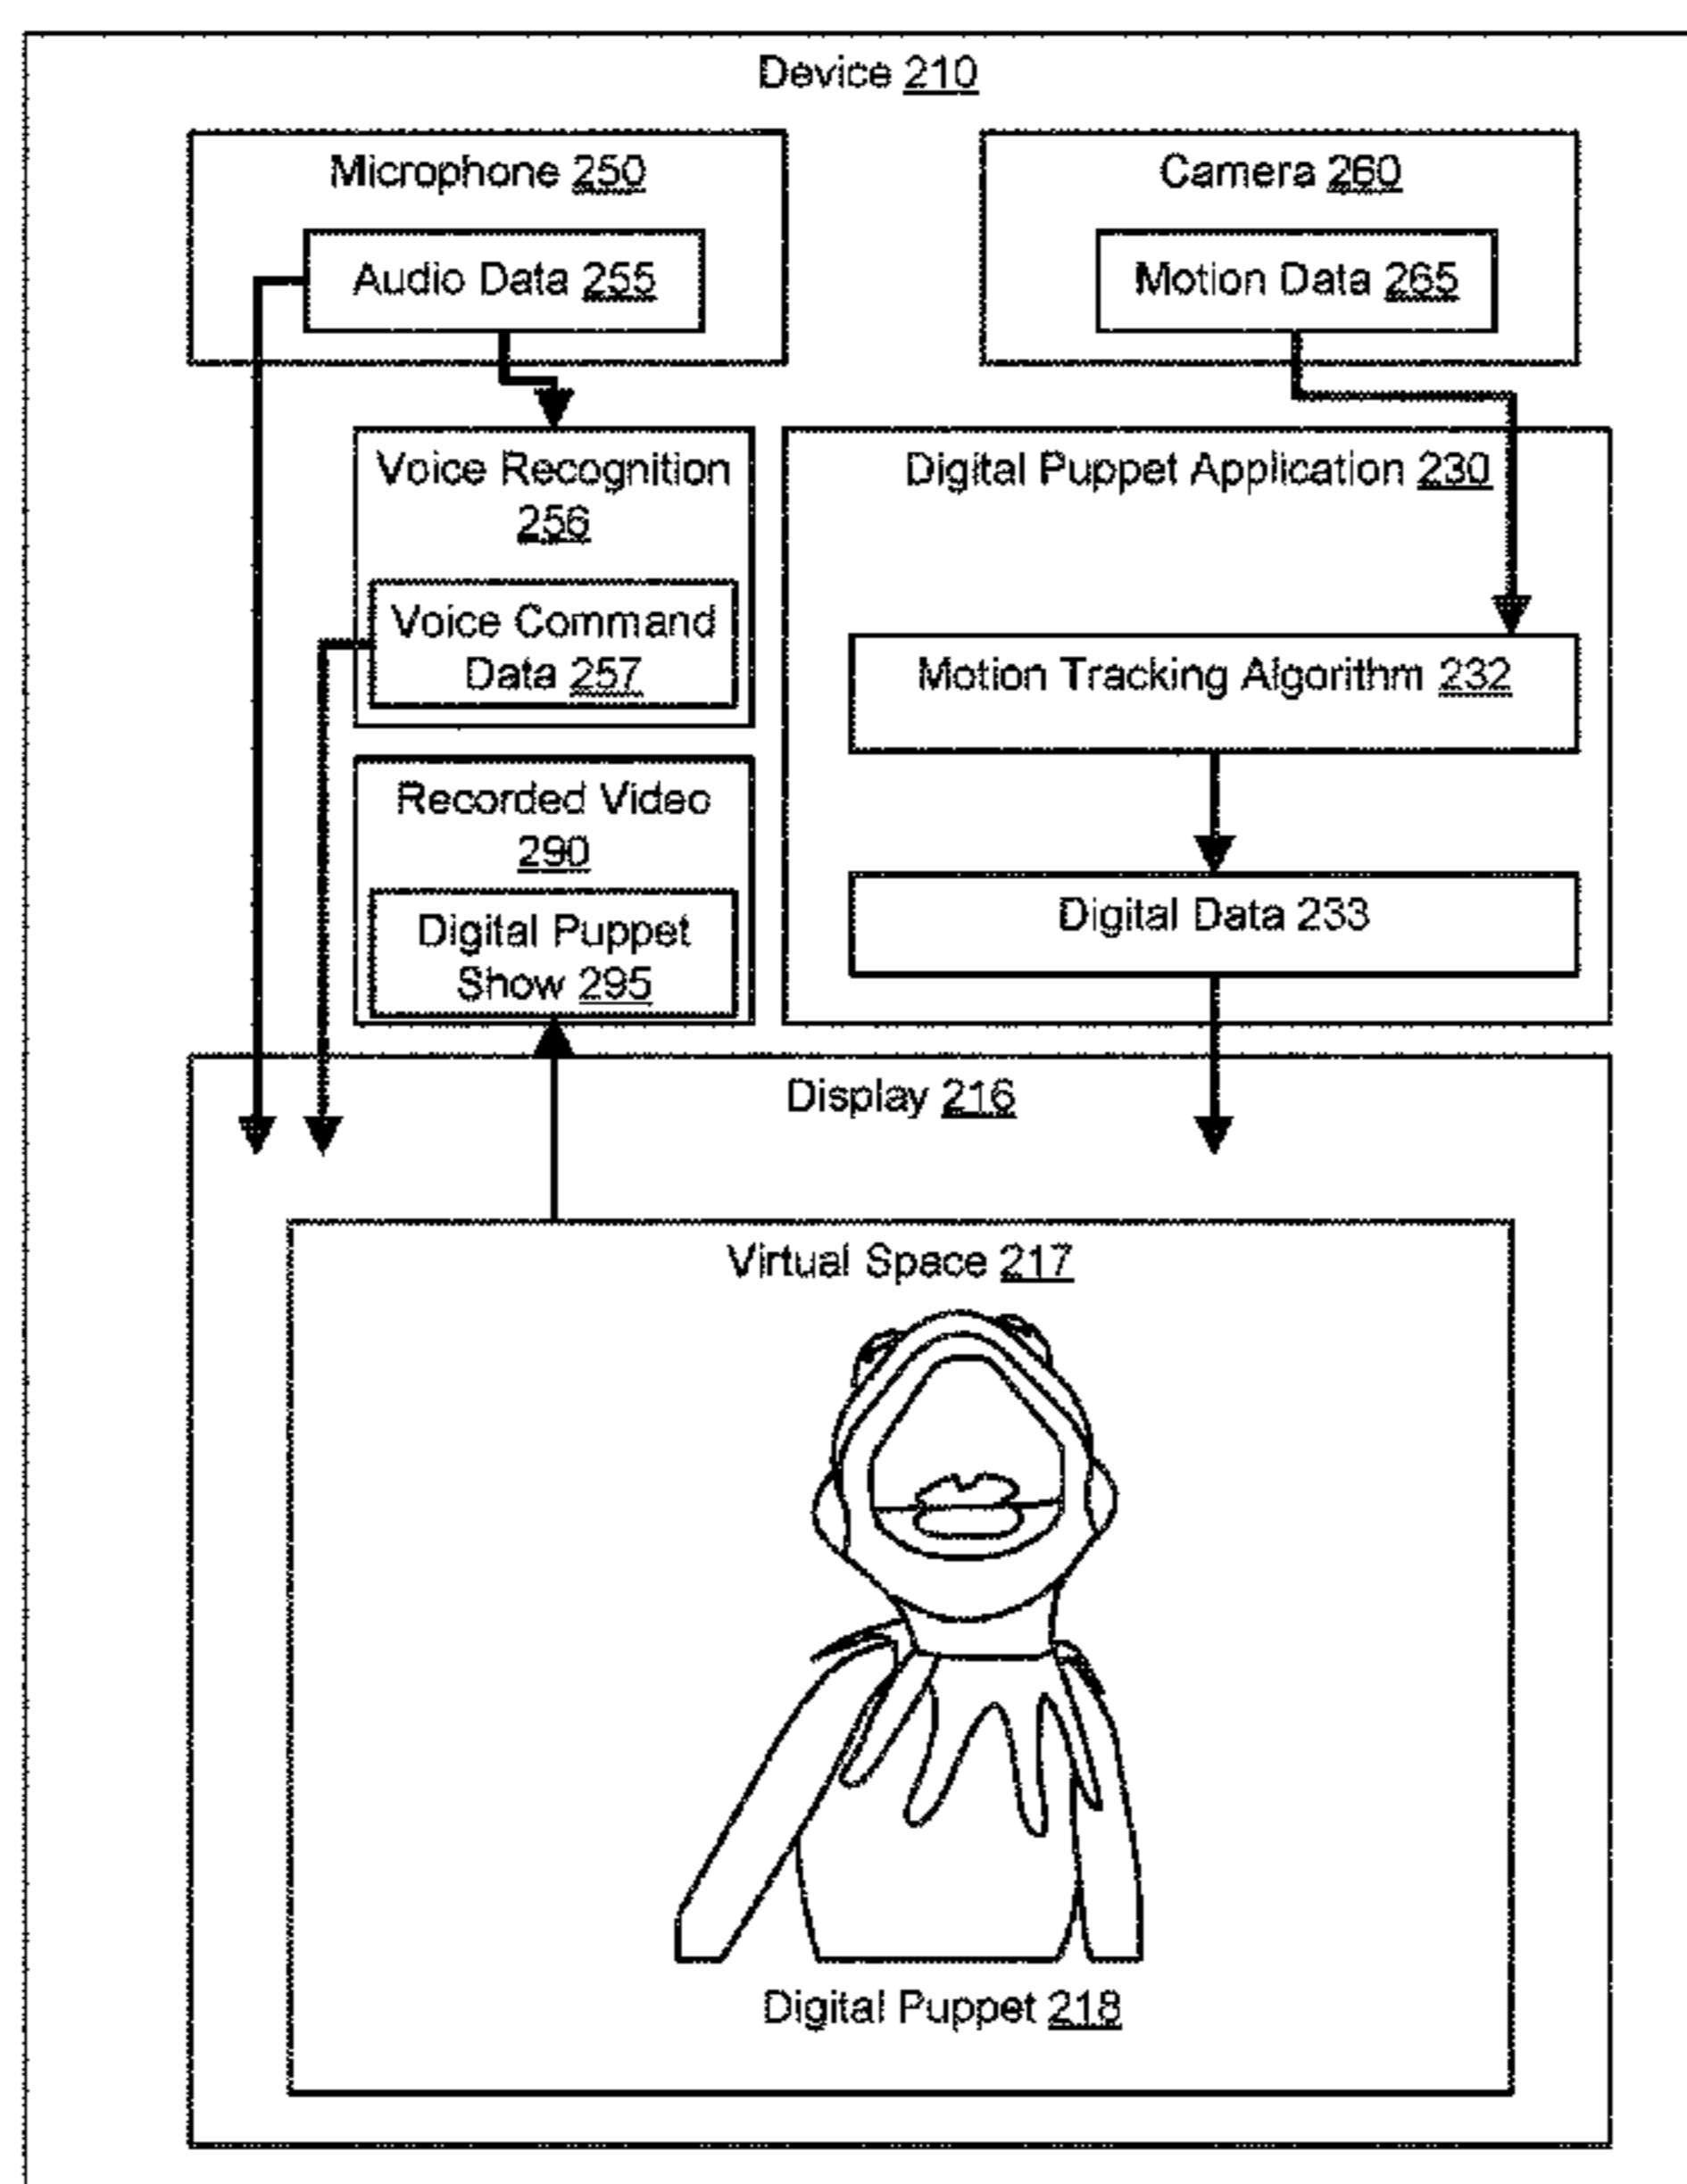 Device 210
Microphone 250
Audio Data 255
Camera 260
Motion Data 265
Voice Recognition
256
Voice Command
Data 257
Digital Puppet Application 230
Motion Tracking Algorithm 232
Digital Data 233
Recorded Video
290
Digital Puppet
Show 295
Display 216
Virtual Space 217
Digital Puppet 218